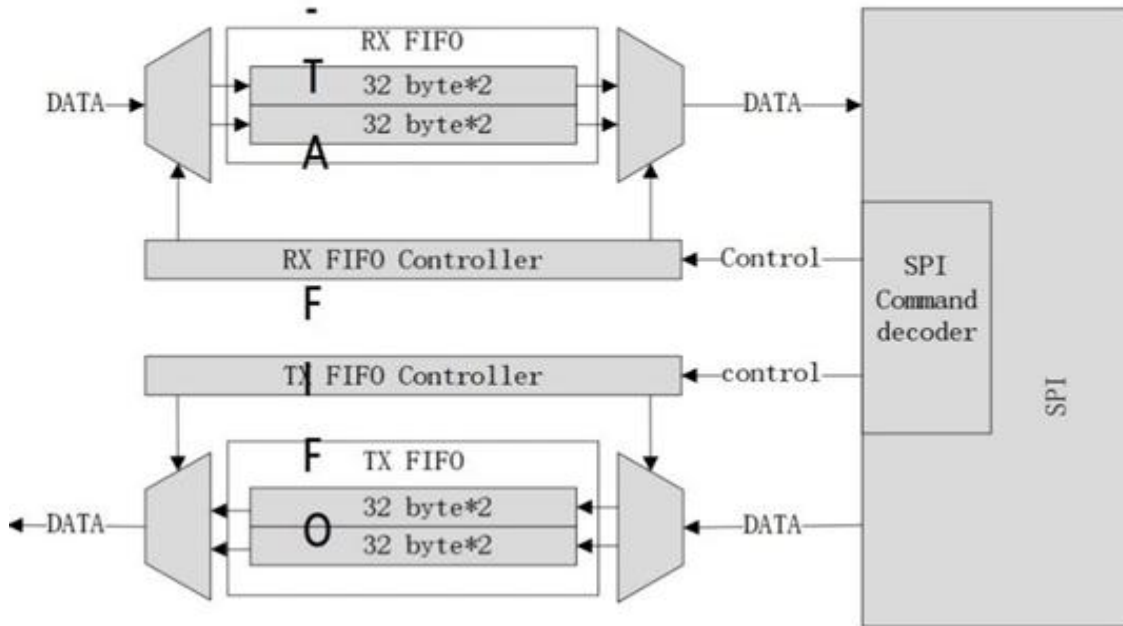 RX FIFO
32 byte*2
32 byte*2
DATA
DATA
RX FIFO Controller
Control
SPI
Command
decoder
TX FIFO Controller
control
SPI
TX FIFO
32 byte*2
32 byte*2
DATA
DATA
-
T
A
F
I
F
O